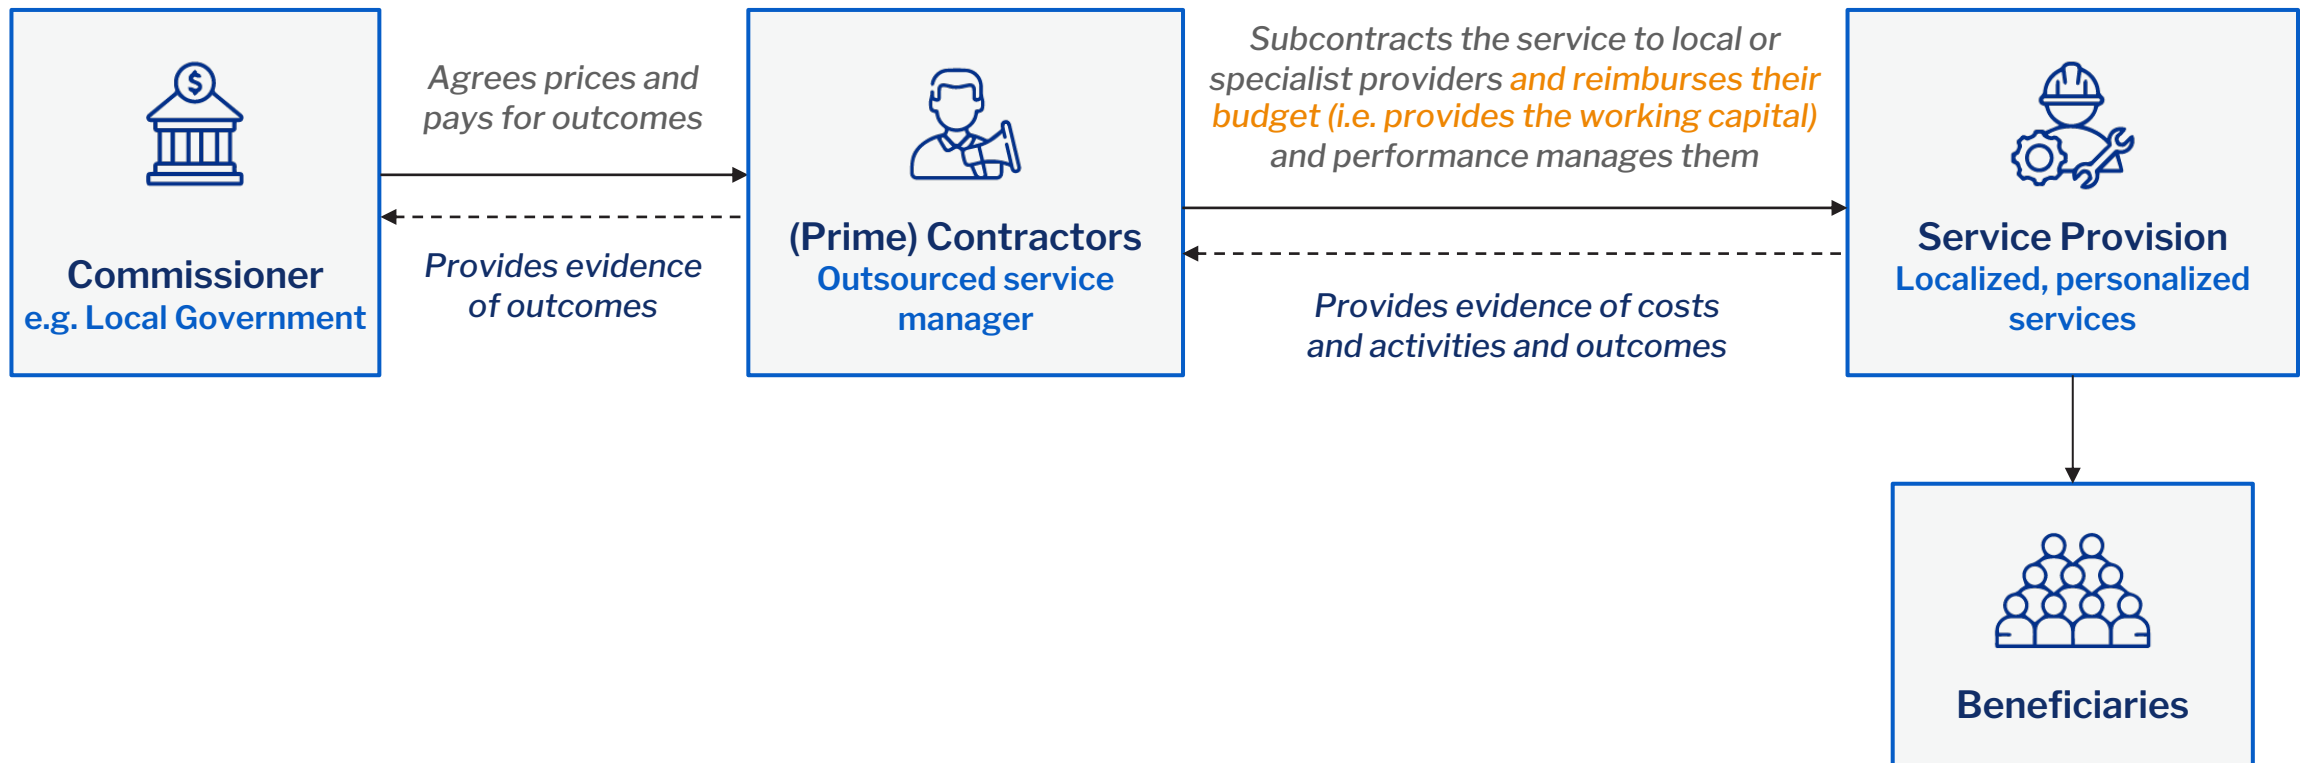 $
Commissioner
e.g. Local Government
Agrees prices and
pays for outcomes
Provides evidence
of outcomes
(Prime) Contractors
Outsourced service
manager
Subcontracts the service to local or
specialist providers and reimburses their
budget (i.e. provides the working capital)
and performance manages them
Provides evidence of costs
and activities and outcomes
Service Provision
Localized, personalized
services
Beneficiaries